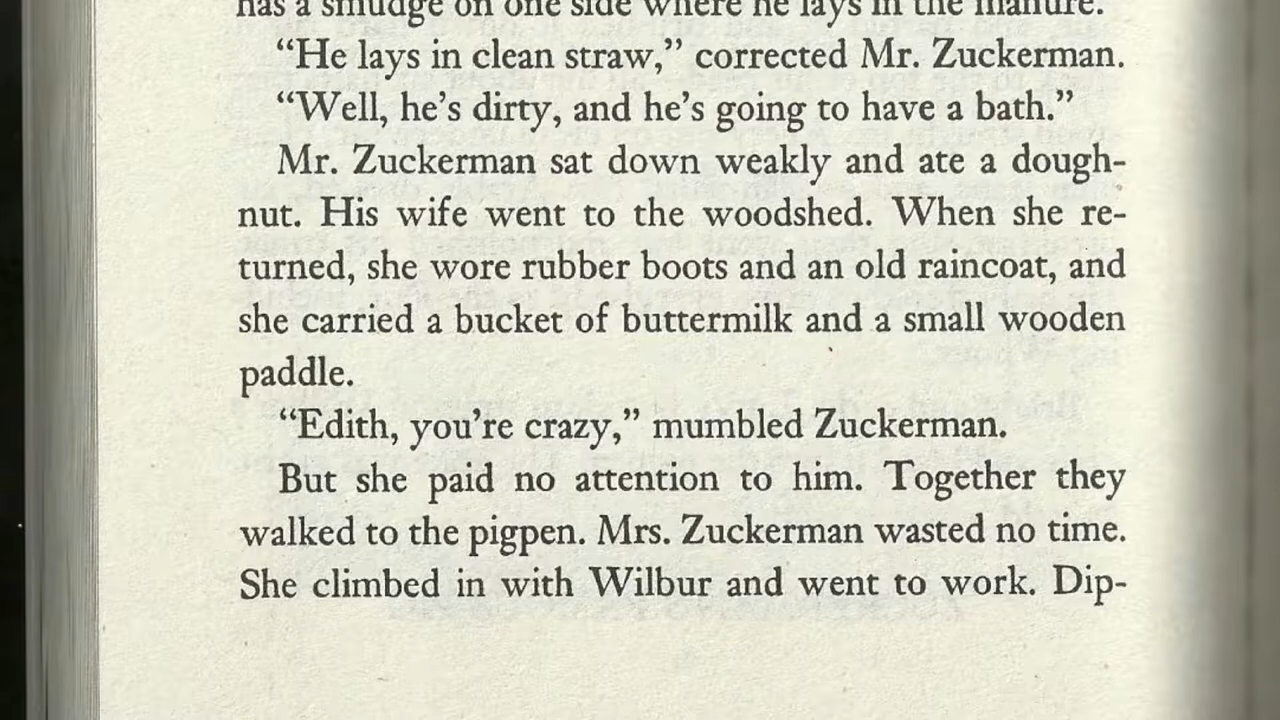 has a smudge on one side where he lays in the manure.
“He lays in clean straw,” corrected Mr. Zuckerman.
“Well, he’s dirty, and he’s going to have a bath.”
Mr. Zuckerman sat down weakly and ate a dough-
nut. His wife went to the woodshed. When she re-
turned, she wore rubber boots and an old raincoat, and
she carried a bucket of buttermilk and a small wooden
paddle.
“Edith, you’re crazy,” mumbled Zuckerman.
But she paid no attention to him. Together they
walked to the pigpen. Mrs. Zuckerman wasted no time.
She climbed in with Wilbur and went to work. Dip-